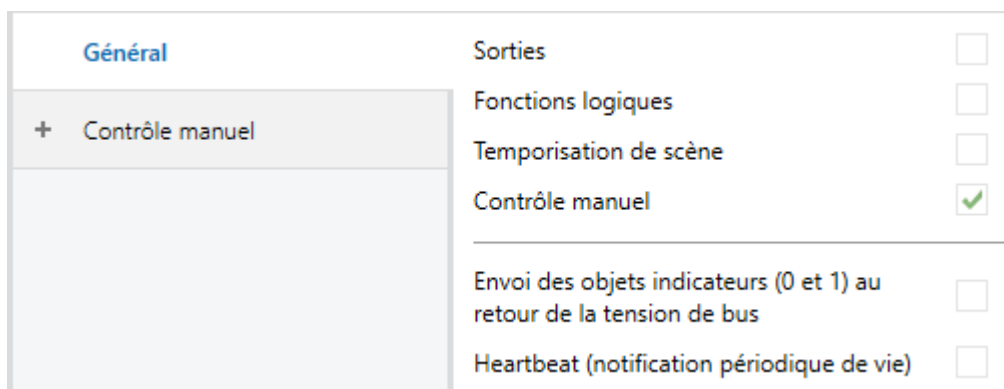 Général
+ Contrôle manuel
Sorties
Fonctions logiques
Temporisation de scène
Contrôle manuel
Envoi des objets indicateurs (0 et 1) au
retour de la tension de bus
Heartbeat (notification périodique de vie)